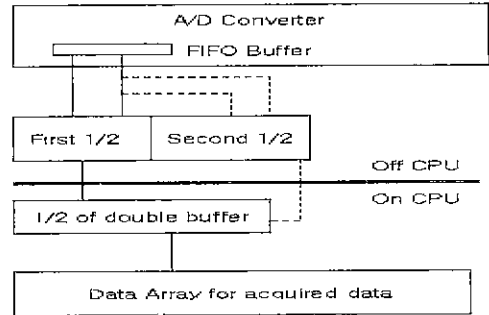 A/D Converter
FIFO Buffer
First 1/2
Second 1/2
Off CPU
On CPU
1/2 of double buffer
Data Array for acquired data